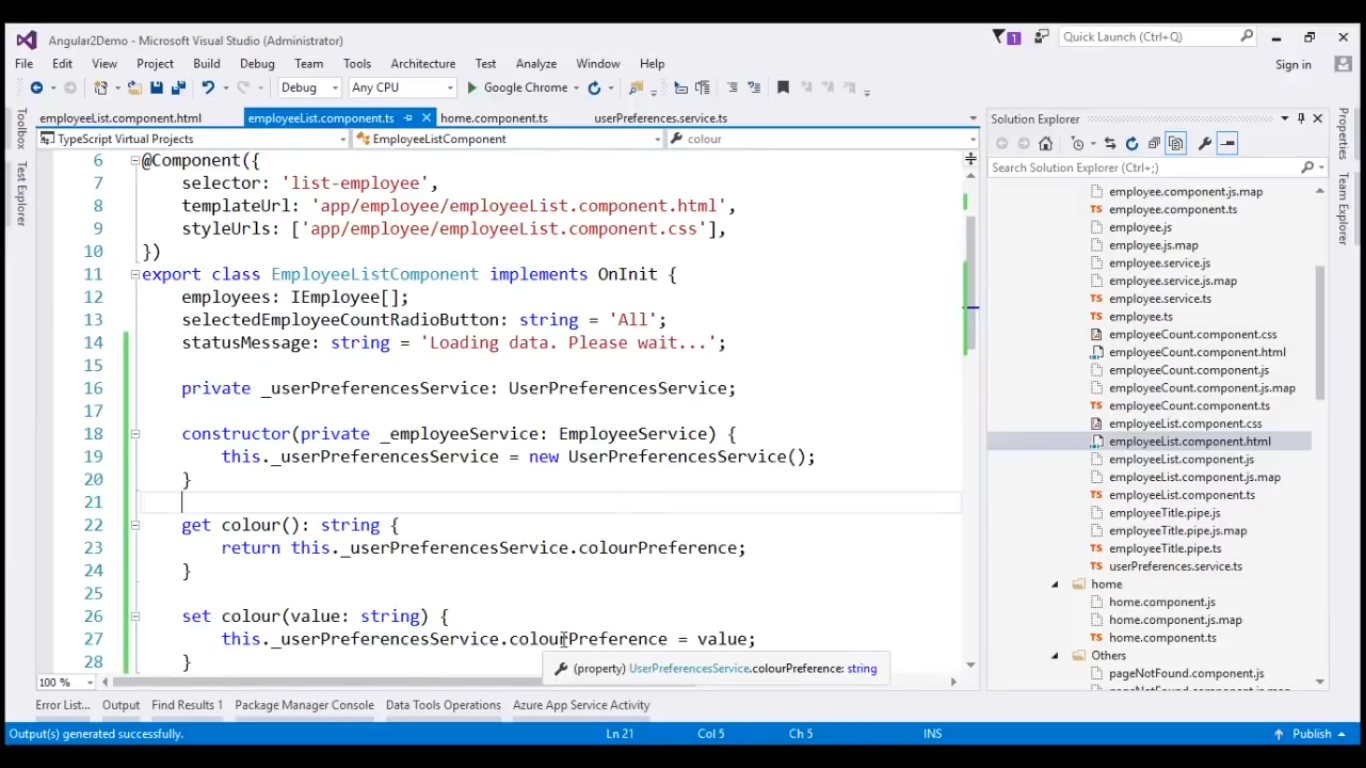 Angular2Demo - Microsoft Visual Studio (Administrator)
1
Quick Launch (Ctrl+Q)
File Edit View Project Build Debug Team Tools Architecture Test Analyze Window Help
Sign in
Debug Any CPU Google Chrome
Toolbox
Test Explorer
employeeList.component.html employeeList.component.ts home.component.ts userPreferences.service.ts
TypeScript Virtual Projects EmployeeListComponent colour
6 @Component({
7 selector: 'list-employee',
8 templateUrl: 'app/employee/employeeList.component.html',
9 styleUrls: ['app/employee/employeeList.component.css'],
10 })
11 export class EmployeeListComponent implements OnInit {
12 employees: IEmployee[];
13 selectedEmployeeCountRadioButton: string = 'All';
14 statusMessage: string = 'Loading data. Please wait...';
15
16 private _userPreferencesService: UserPreferencesService;
17
18 constructor(private _employeeService: EmployeeService) {
19 this._userPreferencesService = new UserPreferencesService();
20 }
21
22 get colour(): string {
23 return this._userPreferencesService.colourPreference;
24 }
25
26 set colour(value: string) {
27 this._userPreferencesService.colourPreference = value;
28 }
(property) UserPreferencesService.colourPreference: string
100 %
Solution Explorer
Search Solution Explorer (Ctrl+;)
employee.component.js.map
TS employee.component.ts
employee.js
employee.js.map
employee.service.js
employee.service.js.map
TS employee.service.ts
TS employee.ts
employeeCount.component.css
employeeCount.component.html
employeeCount.component.js
employeeCount.component.js.map
TS employeeCount.component.ts
employeeList.component.css
employeeList.component.html
employeeList.component.js
employeeList.component.js.map
TS employeeList.component.ts
employeeTitle.pipe.js
employeeTitle.pipe.js.map
TS employeeTitle.pipe.ts
TS userPreferences.service.ts
home
home.component.js
home.component.js.map
TS home.component.ts
Others
pageNotFound.component.js
Properties
Team Explorer
Error List... Output Find Results 1 Package Manager Console Data Tools Operations Azure App Service Activity
Output(s) generated successfully. Ln 21 Col 5 Ch 5 INS Publish